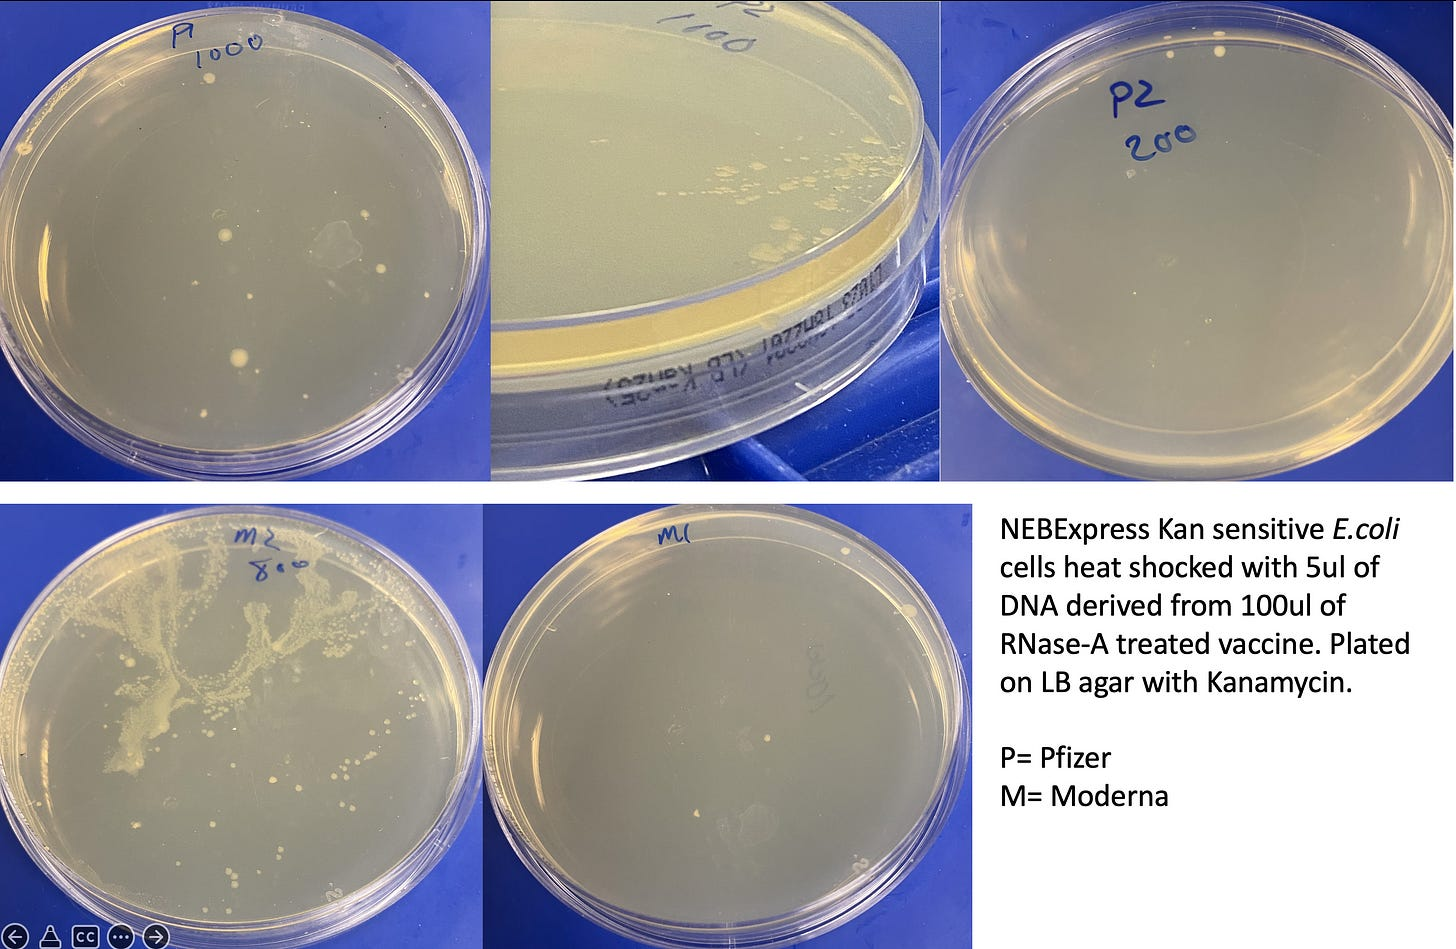 P1
1000
P2
P2
200
M2
800
M1
NEBExpress Kan sensitive E.coli
cells heat shocked with 5ul of
DNA derived from 100ul of
RNase-A treated vaccine. Plated
on LB agar with Kanamycin.
P= Pfizer
M= Moderna
CC